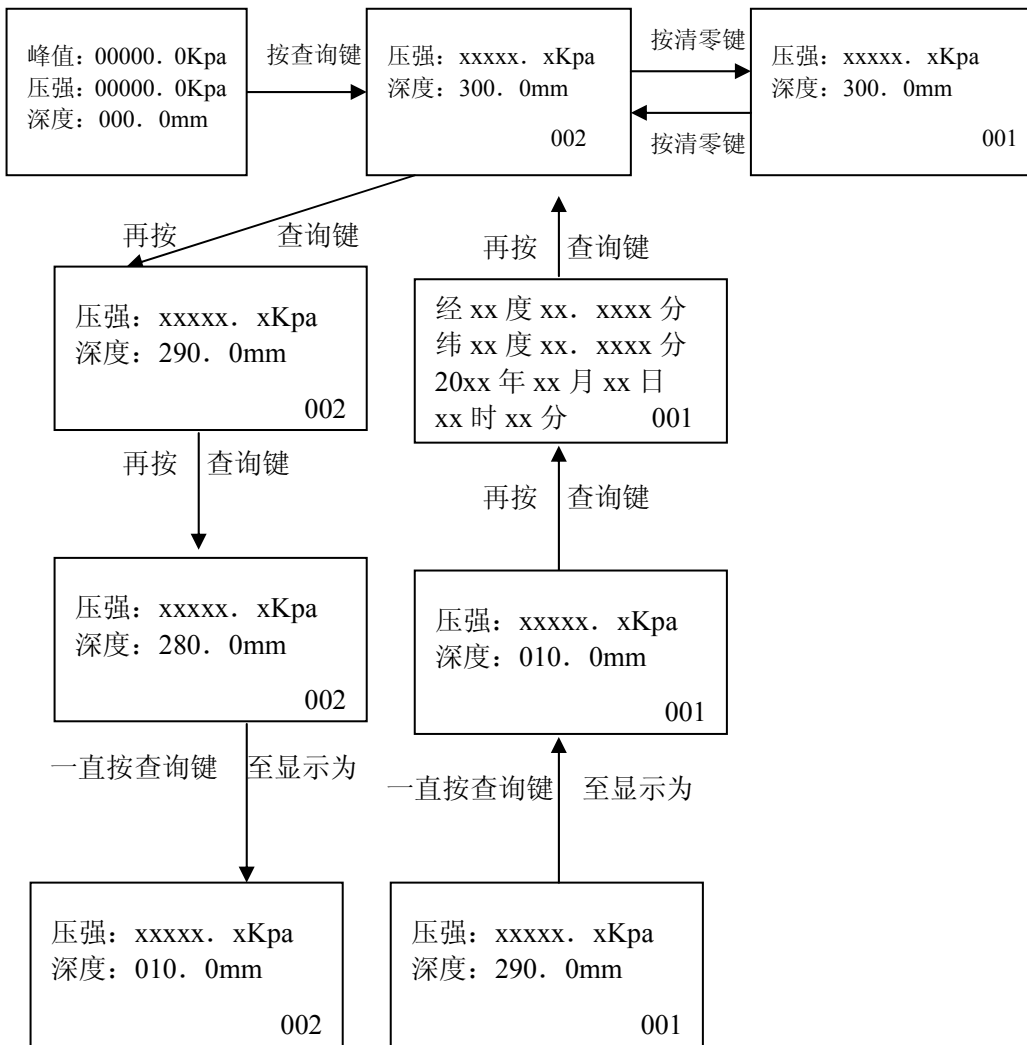 峰值：00000．0Kpa
压强：00000．0Kpa
深度：000．0mm
按查询键
压强：xxxxx．xKpa
深度：300．0mm
002
按清零键
按清零键
压强：xxxxx．xKpa
深度：300．0mm
001
再按 查询键
再按 查询键
压强：xxxxx．xKpa
深度：290．0mm
002
经 xx 度 xx．xxxx 分
纬 xx 度 xx．xxxx 分
20xx 年 xx 月 xx 日
xx 时 xx 分 001
再按 查询键
再按 查询键
压强：xxxxx．xKpa
深度：280．0mm
002
压强：xxxxx．xKpa
深度：010．0mm
001
一直按查询键 至显示为
一直按查询键 至显示为
压强：xxxxx．xKpa
深度：010．0mm
002
压强：xxxxx．xKpa
深度：290．0mm
001